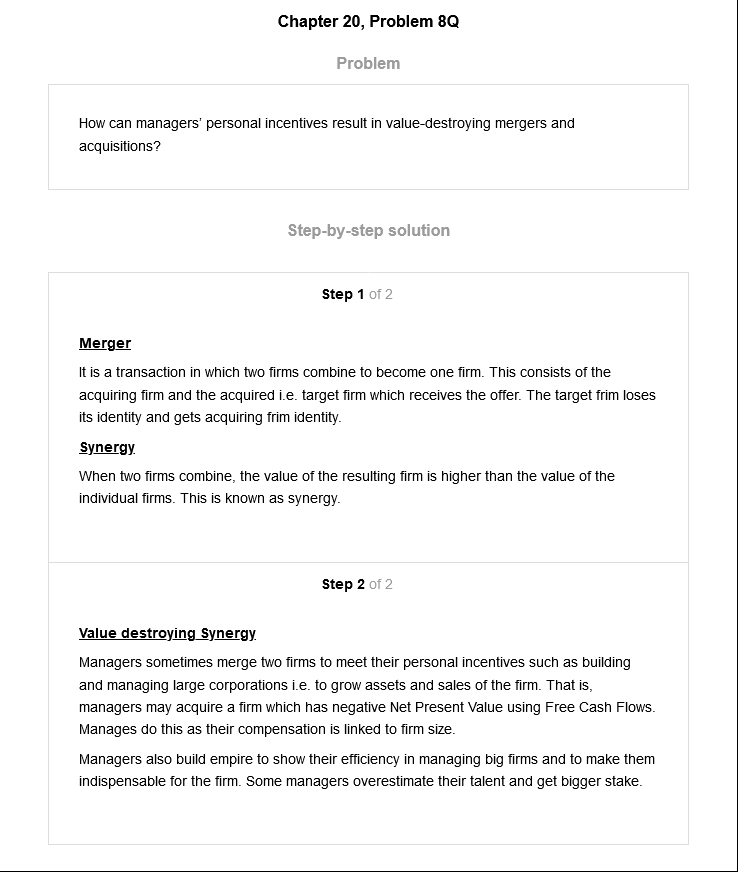 Chapter 20, Problem 8Q
Problem
How can managers' personal incentives result in value-destroying mergers and
acquisitions?
Step-by-step solution
Step 1 of 2
Merger
It is a transaction in which two firms combine to become one firm. This consists of the
acquiring firm and the acquired i.e. target firm which receives the offer. The target frim loses
its identity and gets acquiring frim identity.
Synergy
When two firms combine, the value of the resulting firm is higher than the value of the
individual firms. This is known as synergy.
Step 2 of 2
Value destroying Synergy
Managers sometimes merge two firms to meet their personal incentives such as building
and managing large corporations i.e. to grow assets and sales of the firm. That is,
managers may acquire a firm which has negative Net Present Value using Free Cash Flows.
Manages do this as their compensation is linked to firm size.
Managers also build empire to show their efficiency in managing big firms and to make them
indispensable for the firm. Some managers overestimate their talent and get bigger stake.